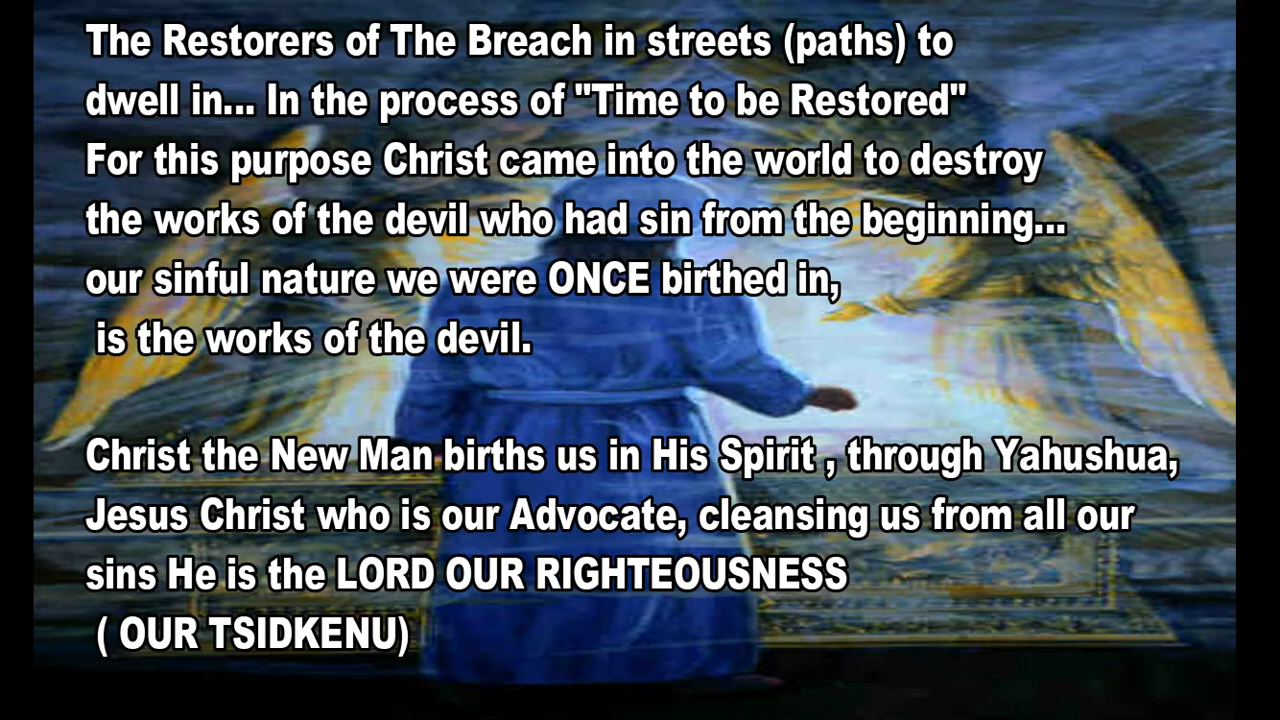 The Restorers of The Breach in streets (paths) to
dwell in... In the process of "Time to be Restored"
For this purpose Christ came into the world to destroy
the works of the devil who had sin from the beginning...
our sinful nature we were ONCE birthed in,
is the works of the devil.
Christ the New Man births us in His Spirit , through Yahushua,
Jesus Christ who is our Advocate, cleansing us from all our
sins He is the LORD OUR RIGHTEOUSNESS
( OUR TSIDKENU)